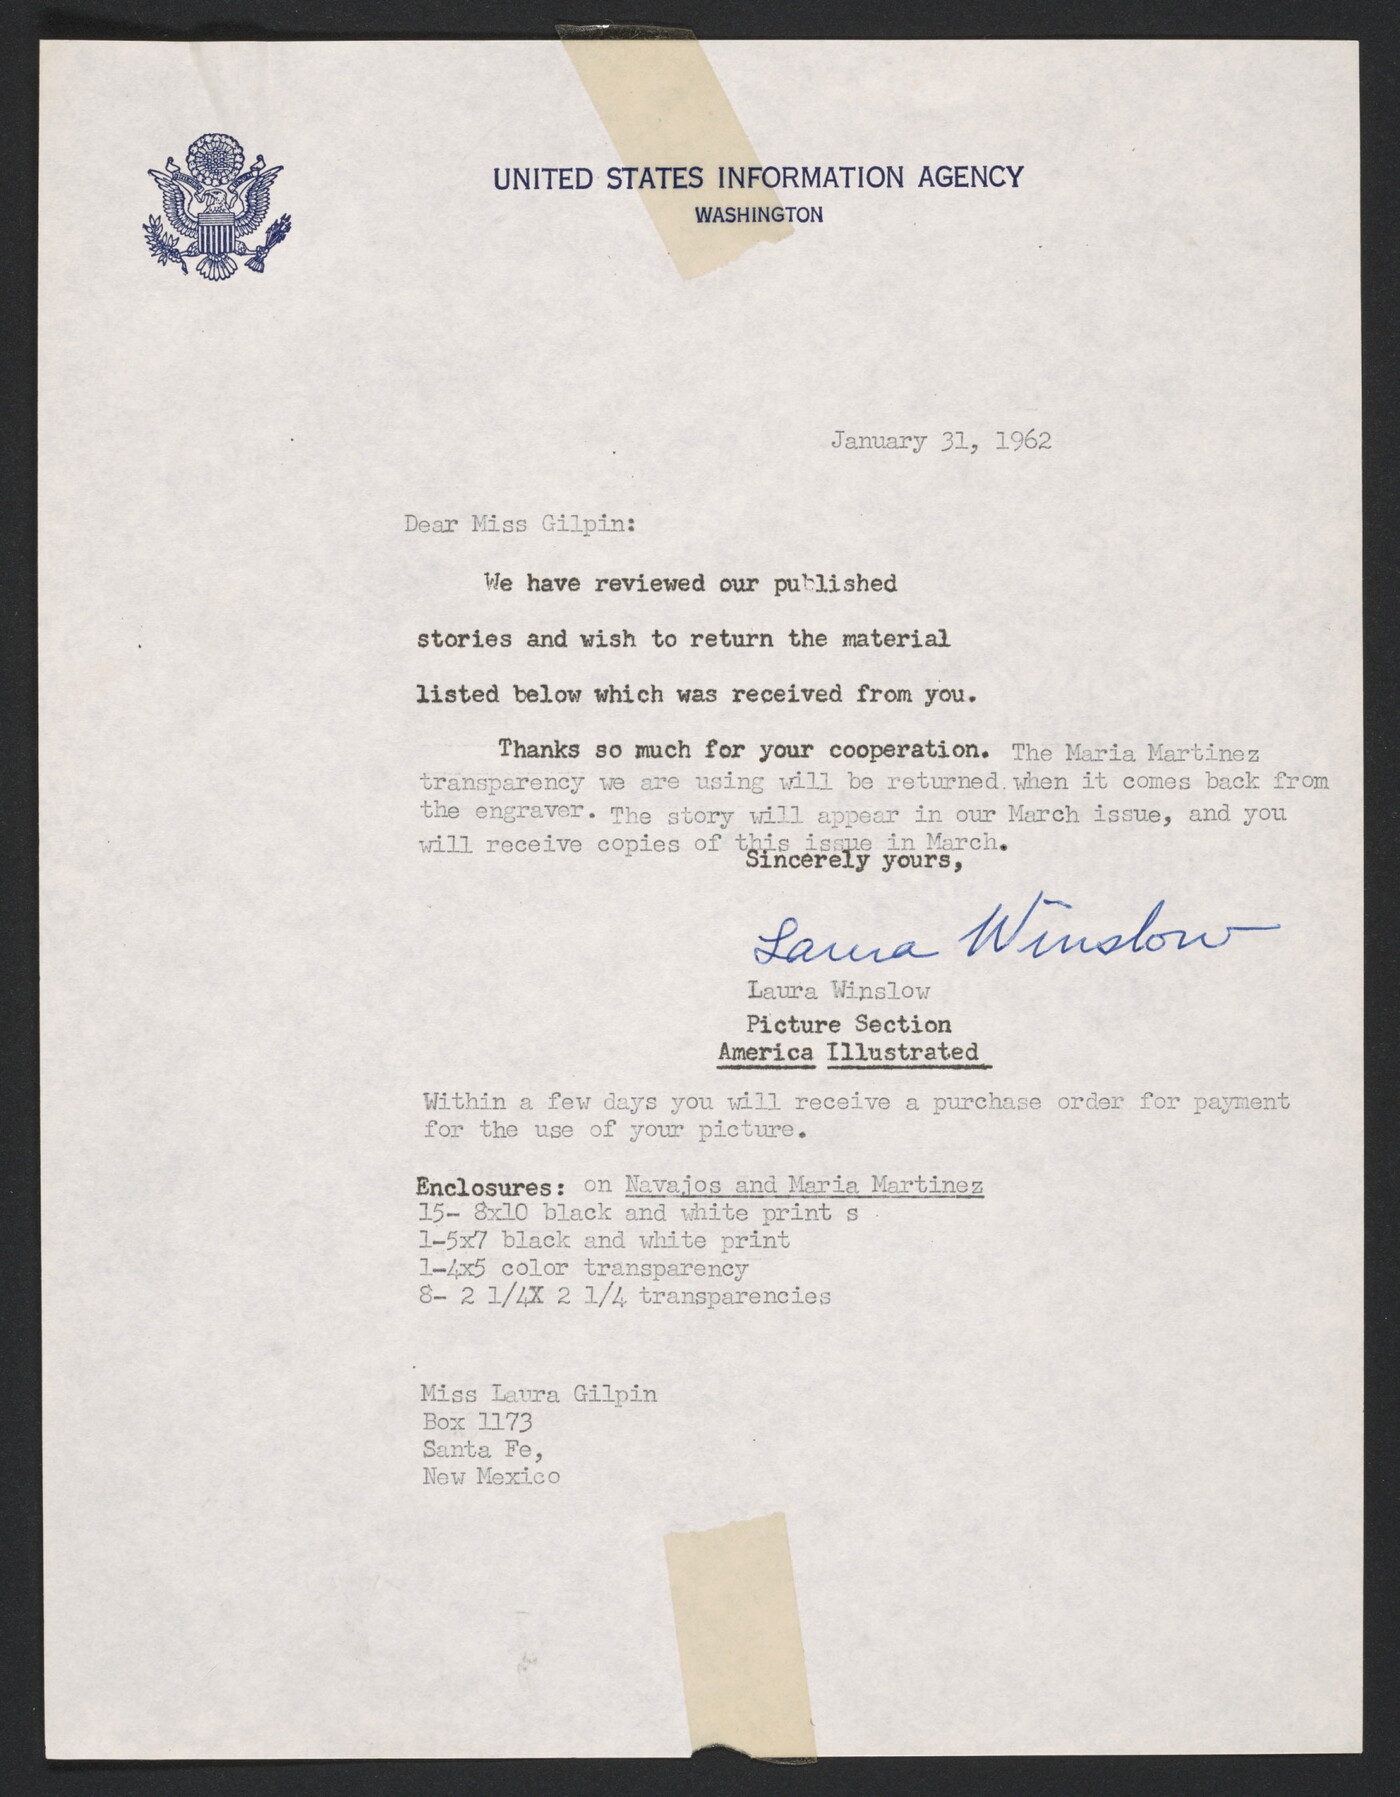 UNITED STATES INFORMATION AGENCY
WASHINGTON
January 31, 1962
Dear Miss Gilpin:
We have reviewed our published
stories and wish to return the material
listed below which was received from you.
Thanks so much for your cooperation. The Maria Martinez
transparency we are using will be returned.when it comes back from
the engraver. The story will appear in our March issue, and you
will receive copies of this issue in March.
Sincerely yours,
Laura Winslow
Laura Winslow
Picture Section
America Illustrated
Within a few days you will receive a purchase order for payment
for the use of your picture.
Enclosures: on Navajos and Maria Martinez
15- 8x10 black and white print s
1-5x7 black and white print
1-4x5 color transparency
8- 2 1/4X 2 1/4 transparencies
Miss Laura Gilpin
Box 1173
Santa Fe,
New Mexico